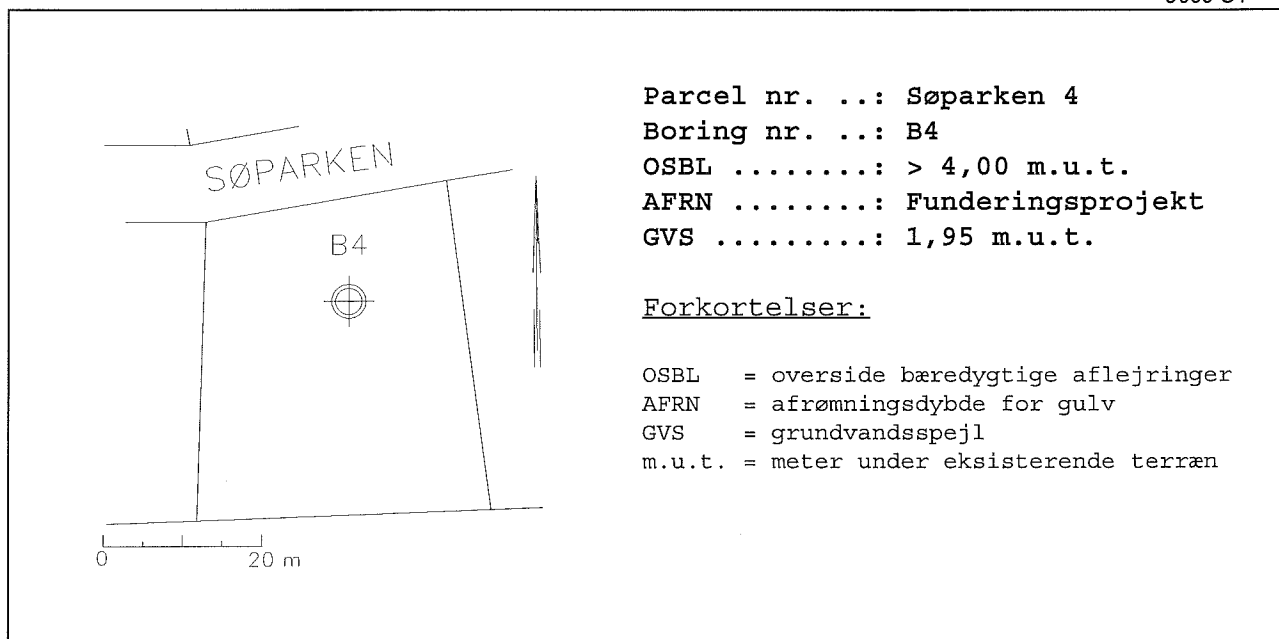 Parcel nr. ..: Søparken 4
Boring nr. ..: B4
OSBL ........: > 4,00 m.u.t.
AFRN ........: Funderingsprojekt
GVS .........: 1,95 m.u.t.
Forkortelser:
OSBL = overside bæredygtige aflejringer
AFRN = afrømningsdybde for gulv
GVS = grundvandsspejl
m.u.t. = meter under eksisterende terræn
SØPARKEN
B4
0 20 m